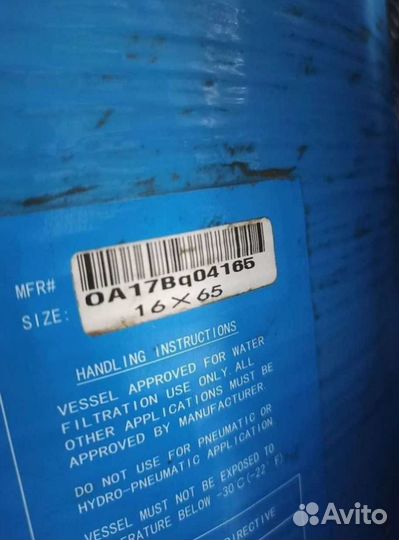 MFR# OA17Bq04165
SIZE: 16×65
HANDLING INSTRUCTIONS
VESSEL APPROVED FOR WATER
FILTRATION USE ONLY. ALL
OTHER APPLICATIONS MUST BE
APPROVED BY MANUFACTURER.
DO NOT USE FOR PNEUMATIC OR
HYDRO-PNEUMATIC APPLICATION
VESSEL MUST NOT BE EXPOSED TO
ERATURE BELOW -30°C(-22° F)
DIRECTIVE
Avito